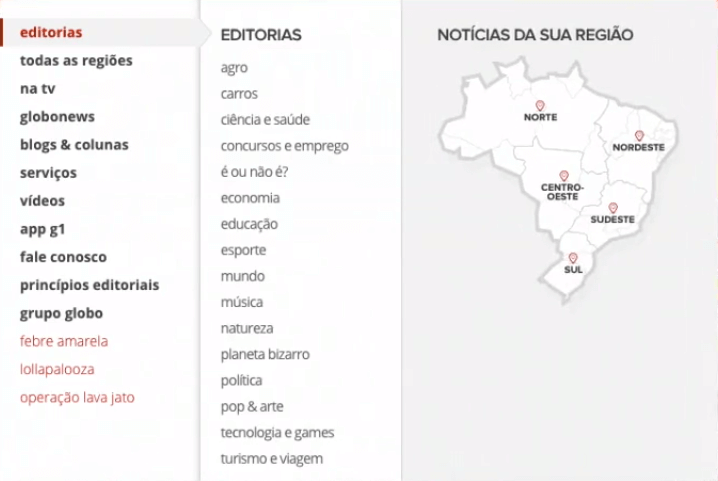 editorias
todas as regiões
na tv
globonews
blogs & colunas
serviços
vídeos
app g1
fale conosco
princípios editoriais
grupo globo
febre amarela
lollapalooza
operação lava jato
EDITORIAS
agro
carros
ciência e saúde
concursos e emprego
é ou não é?
economia
educação
esporte
mundo
música
natureza
planeta bizarro
política
pop & arte
tecnologia e games
turismo e viagem
NOTÍCIAS DA SUA REGIÃO
NORTE
NORDESTE
CENTRO-
OESTE
SUDESTE
SUL